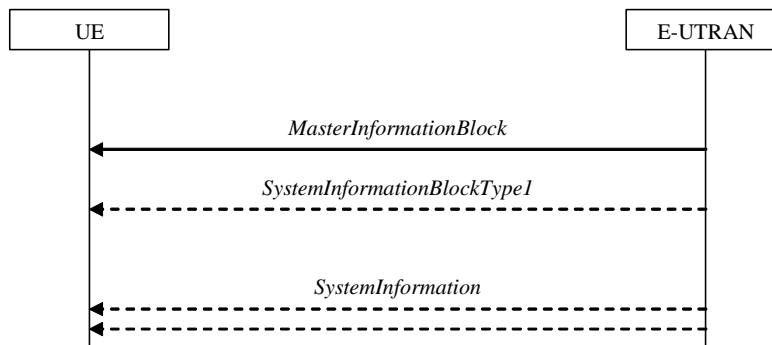 UE
E-UTRAN
MasterInformationBlock
SystemInformationBlockType1
SystemInformation